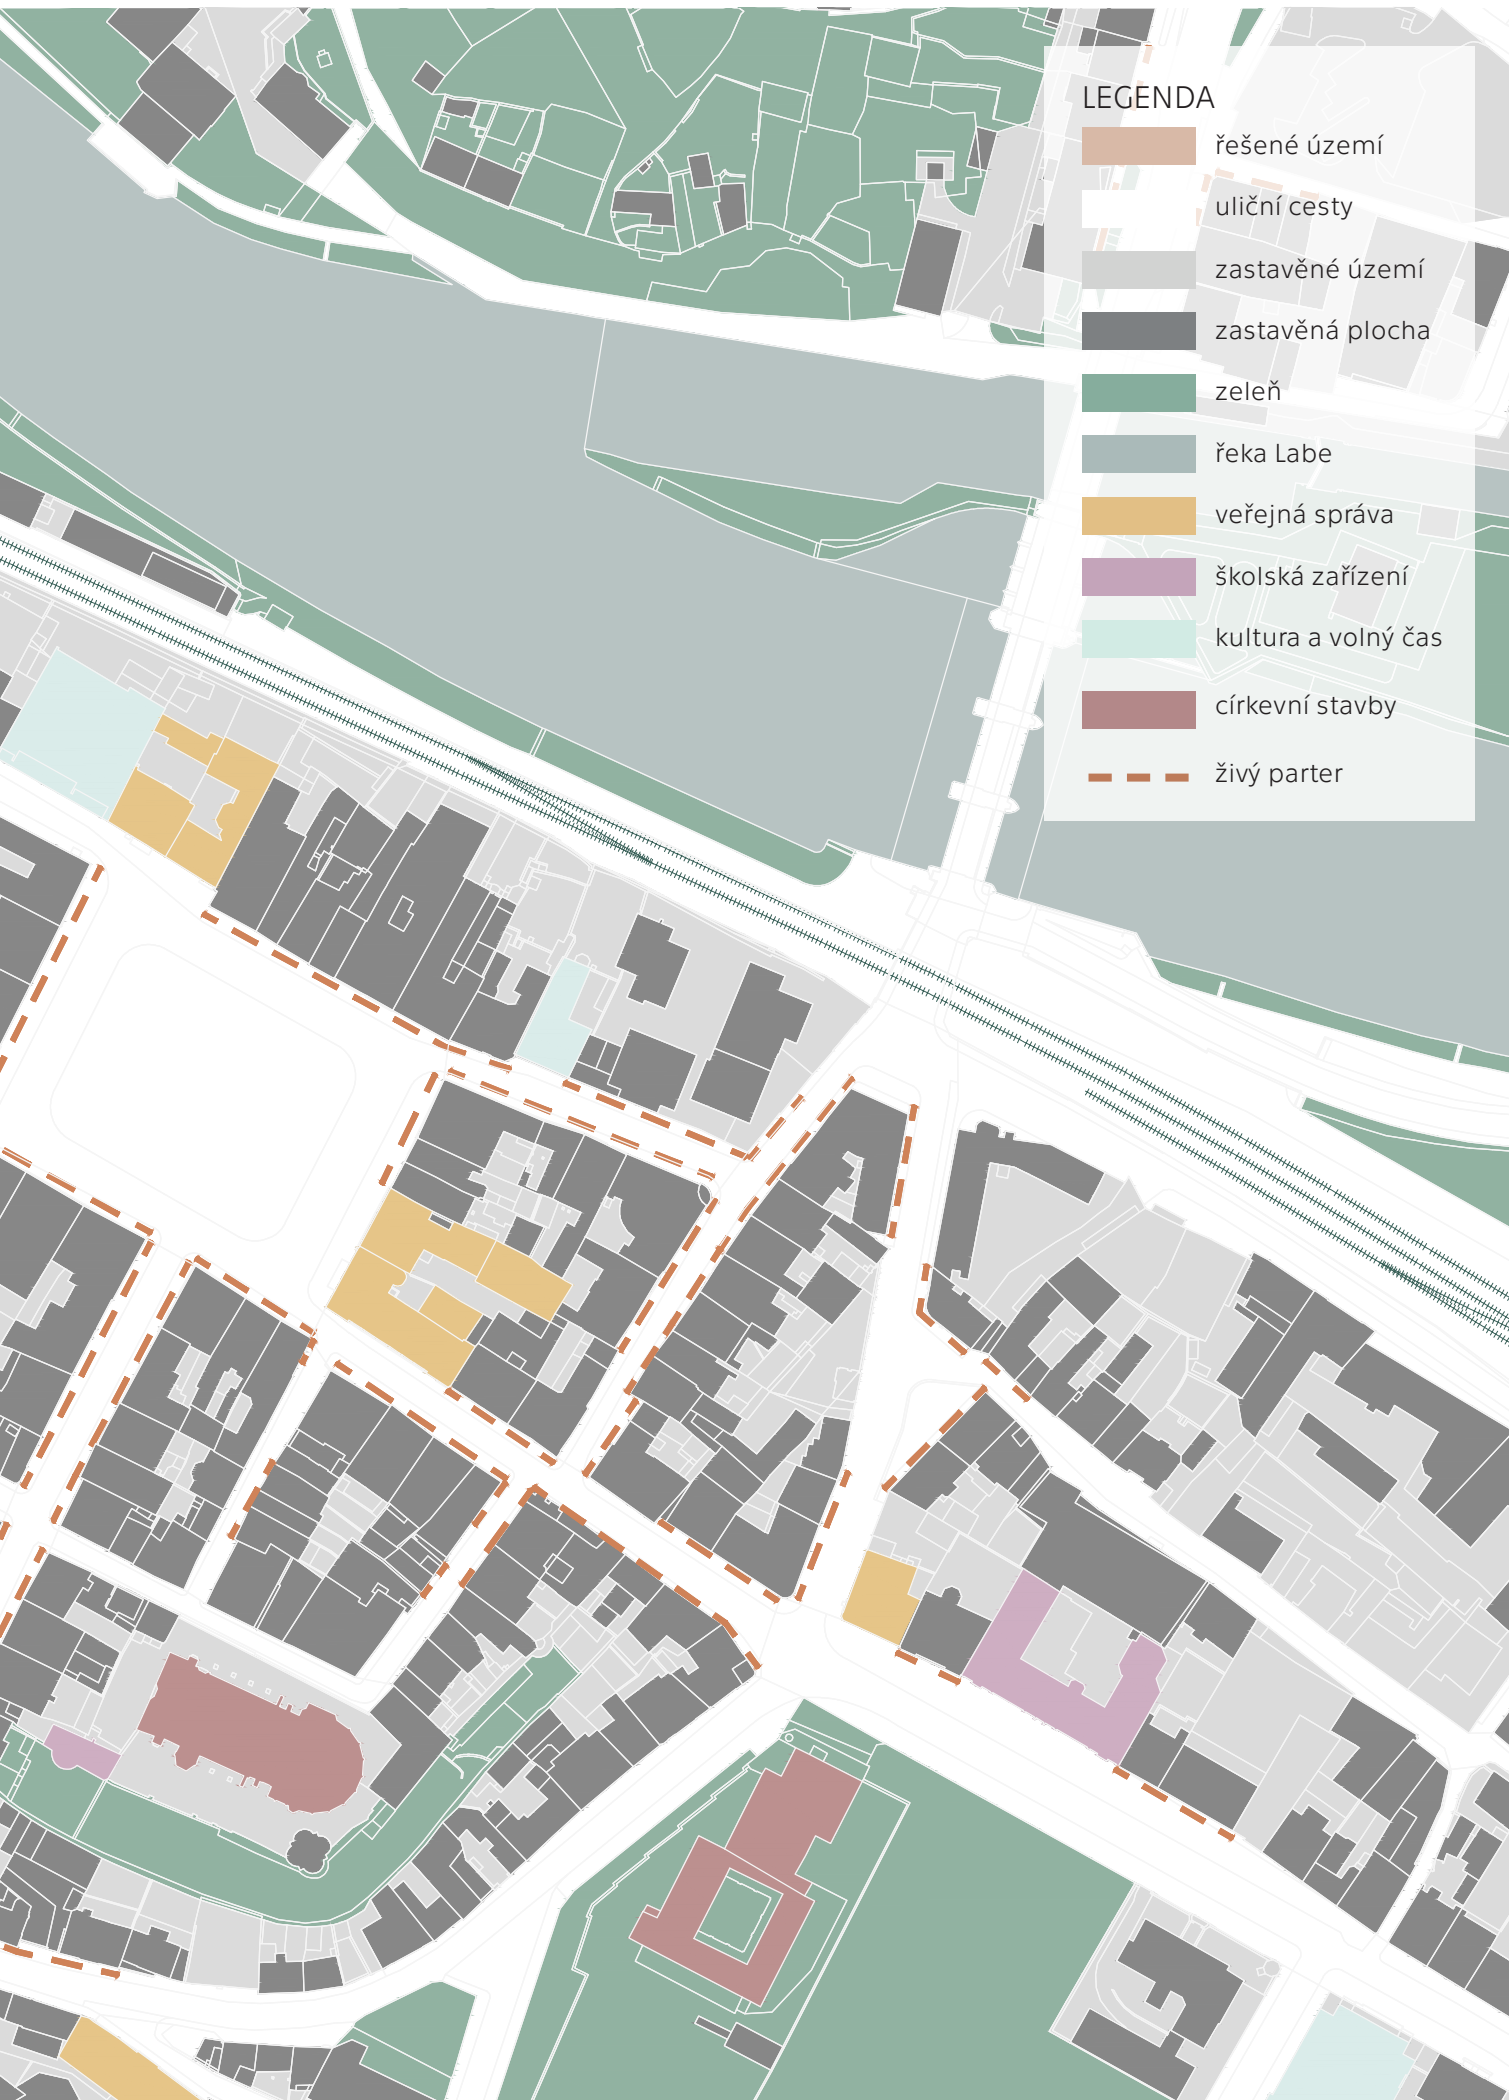 LEGENDA
řešené území
uliční cesty
zastavěné území
zastavěná plocha
zeleň
řeka Labe
veřejná správa
školská zařízení
kultura a volný čas
církevní stavby
živý parter